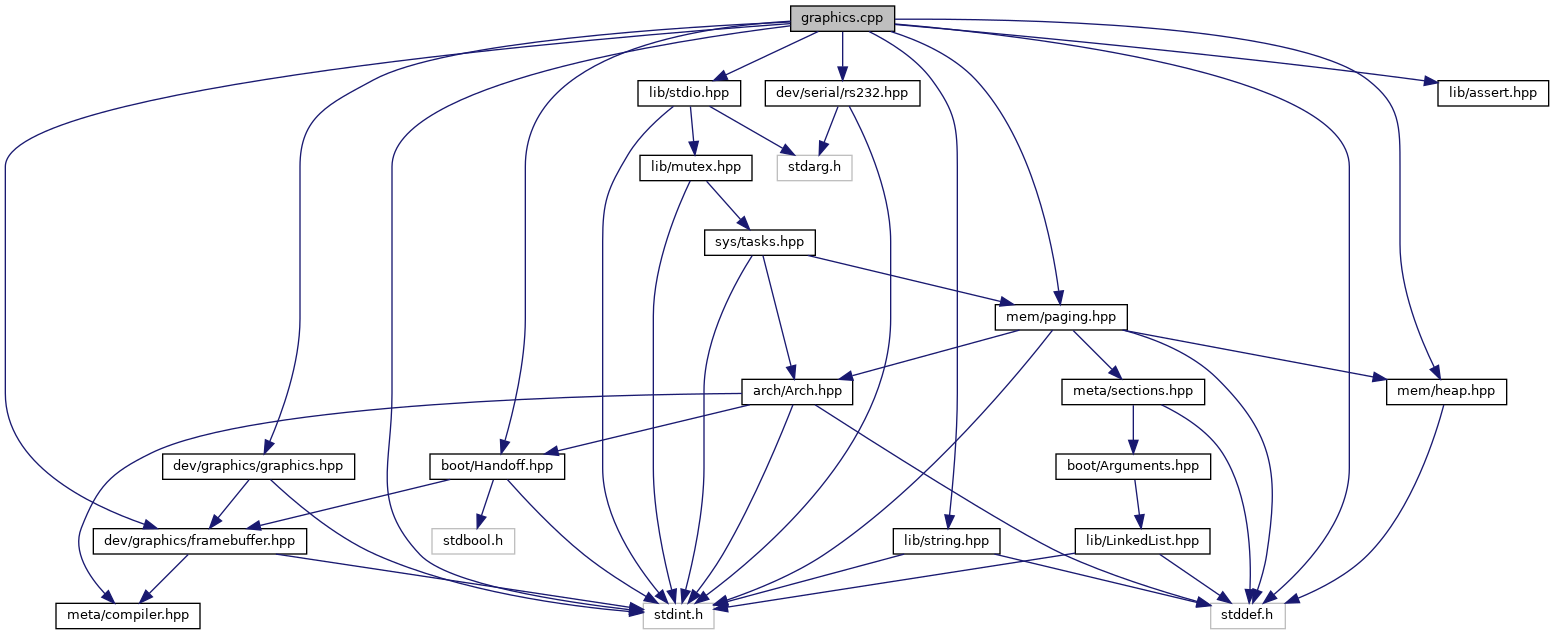 graphics.cpp
lib/stdio.hpp
dev/serial/rs232.hpp
lib/assert.hpp
lib/mutex.hpp
stdarg.h
sys/tasks.hpp
mem/paging.hpp
arch/Arch.hpp
meta/sections.hpp
mem/heap.hpp
dev/graphics/graphics.hpp
boot/Handoff.hpp
boot/Arguments.hpp
dev/graphics/framebuffer.hpp
stdbool.h
lib/string.hpp
lib/LinkedList.hpp
meta/compiler.hpp
stdint.h
stddef.h